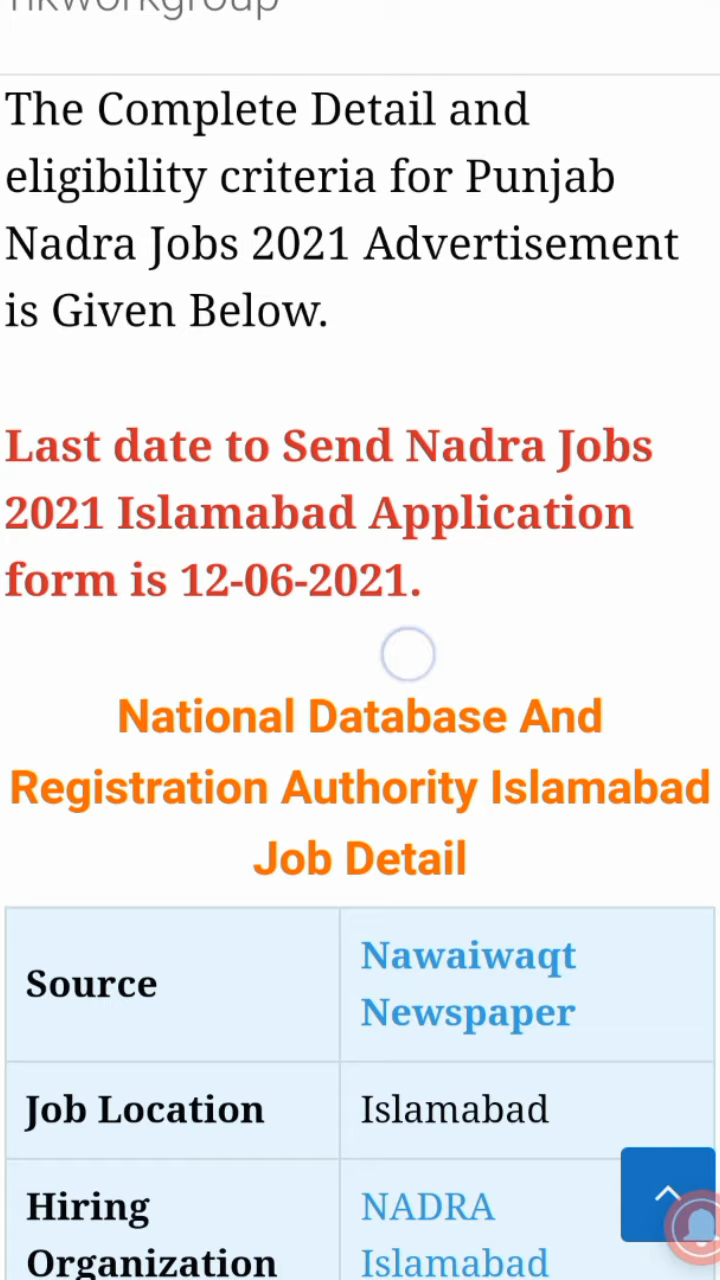 The Complete Detail and
eligibility criteria for Punjab
Nadra Jobs 2021 Advertisement
is Given Below.
Last date to Send Nadra Jobs
2021 Islamabad Application
form is 12-06-2021.
National Database And
Registration Authority Islamabad
Job Detail
Source
Nawaiwaqt
Newspaper
Job Location
Islamabad
Hiring
Organization
NADRA
Islamabad